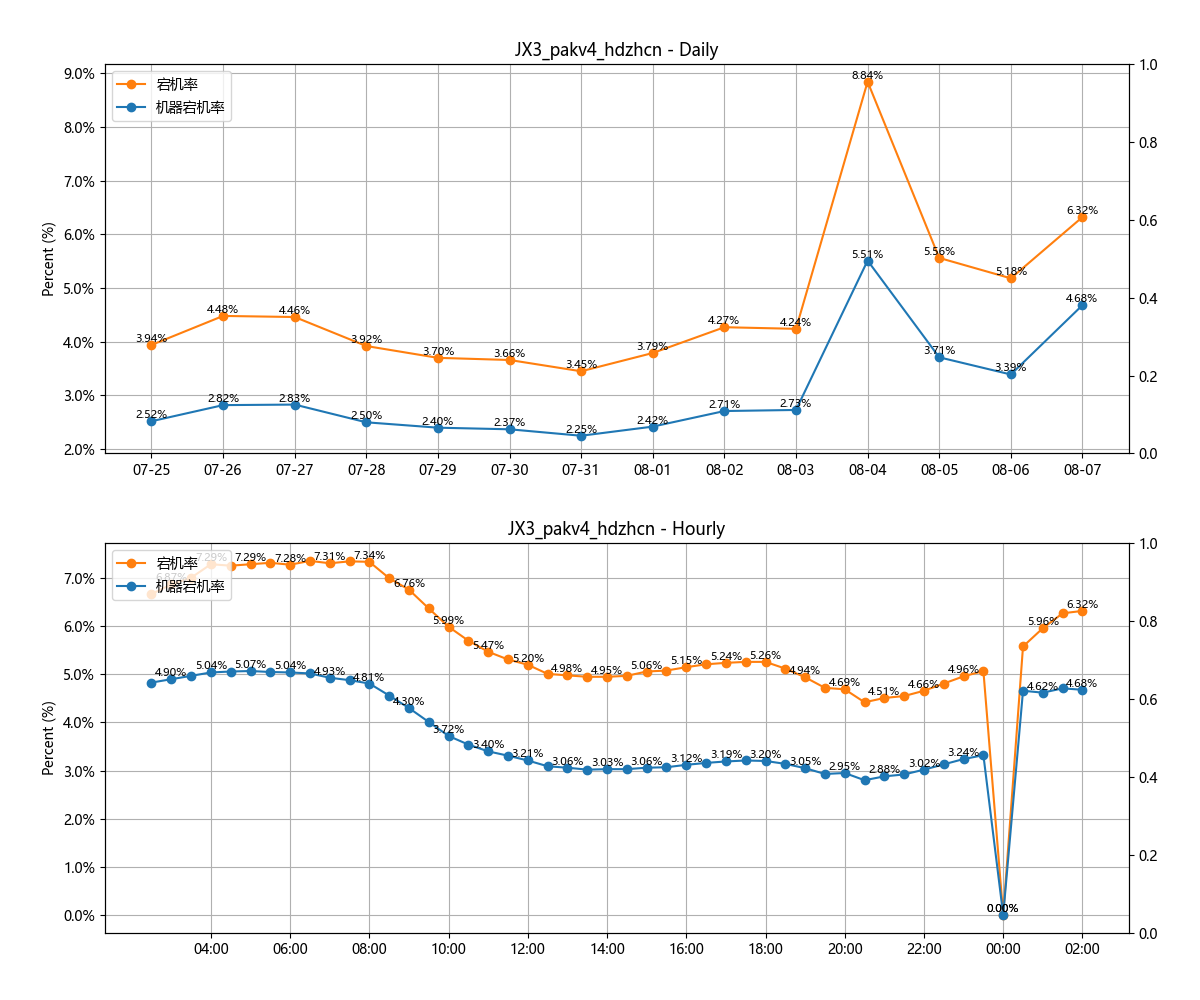 JX3_pakv4_hdzhcn - Daily
宕机率
机器宕机率
Percent (%)
9.0%
8.0%
7.0%
6.0%
5.0%
4.0%
3.0%
2.0%
1.0
0.8
0.6
0.4
0.2
0.0
3.94% 4.48% 4.46% 3.92% 3.70% 3.66% 3.45% 3.79% 4.27% 4.24% 8.84% 5.56% 5.18% 6.32%
2.52% 2.82% 2.83% 2.50% 2.40% 2.37% 2.25% 2.42% 2.71% 2.73% 5.51% 3.71% 3.39% 4.68%
07-25 07-26 07-27 07-28 07-29 07-30 07-31 08-01 08-02 08-03 08-04 08-05 08-06 08-07
JX3_pakv4_hdzhcn - Hourly
宕机率
机器宕机率
Percent (%)
7.0%
6.0%
5.0%
4.0%
3.0%
2.0%
1.0%
0.0%
1.0
0.8
0.6
0.4
0.2
0.0
6.87% 7.29% 7.29% 7.28% 7.31% 7.34% 6.76% 5.99% 5.47% 5.20% 4.98% 4.95% 5.06% 5.15% 5.24% 5.26% 4.94% 4.69% 4.51% 4.66% 4.96% 0.00% 5.96% 6.32%
4.90% 5.04% 5.07% 5.04% 4.93% 4.81% 4.30% 3.72% 3.40% 3.21% 3.06% 3.03% 3.06% 3.12% 3.19% 3.20% 3.05% 2.95% 2.88% 3.02% 3.24% 0.00% 4.62% 4.68%
04:00 06:00 08:00 10:00 12:00 14:00 16:00 18:00 20:00 22:00 00:00 02:00